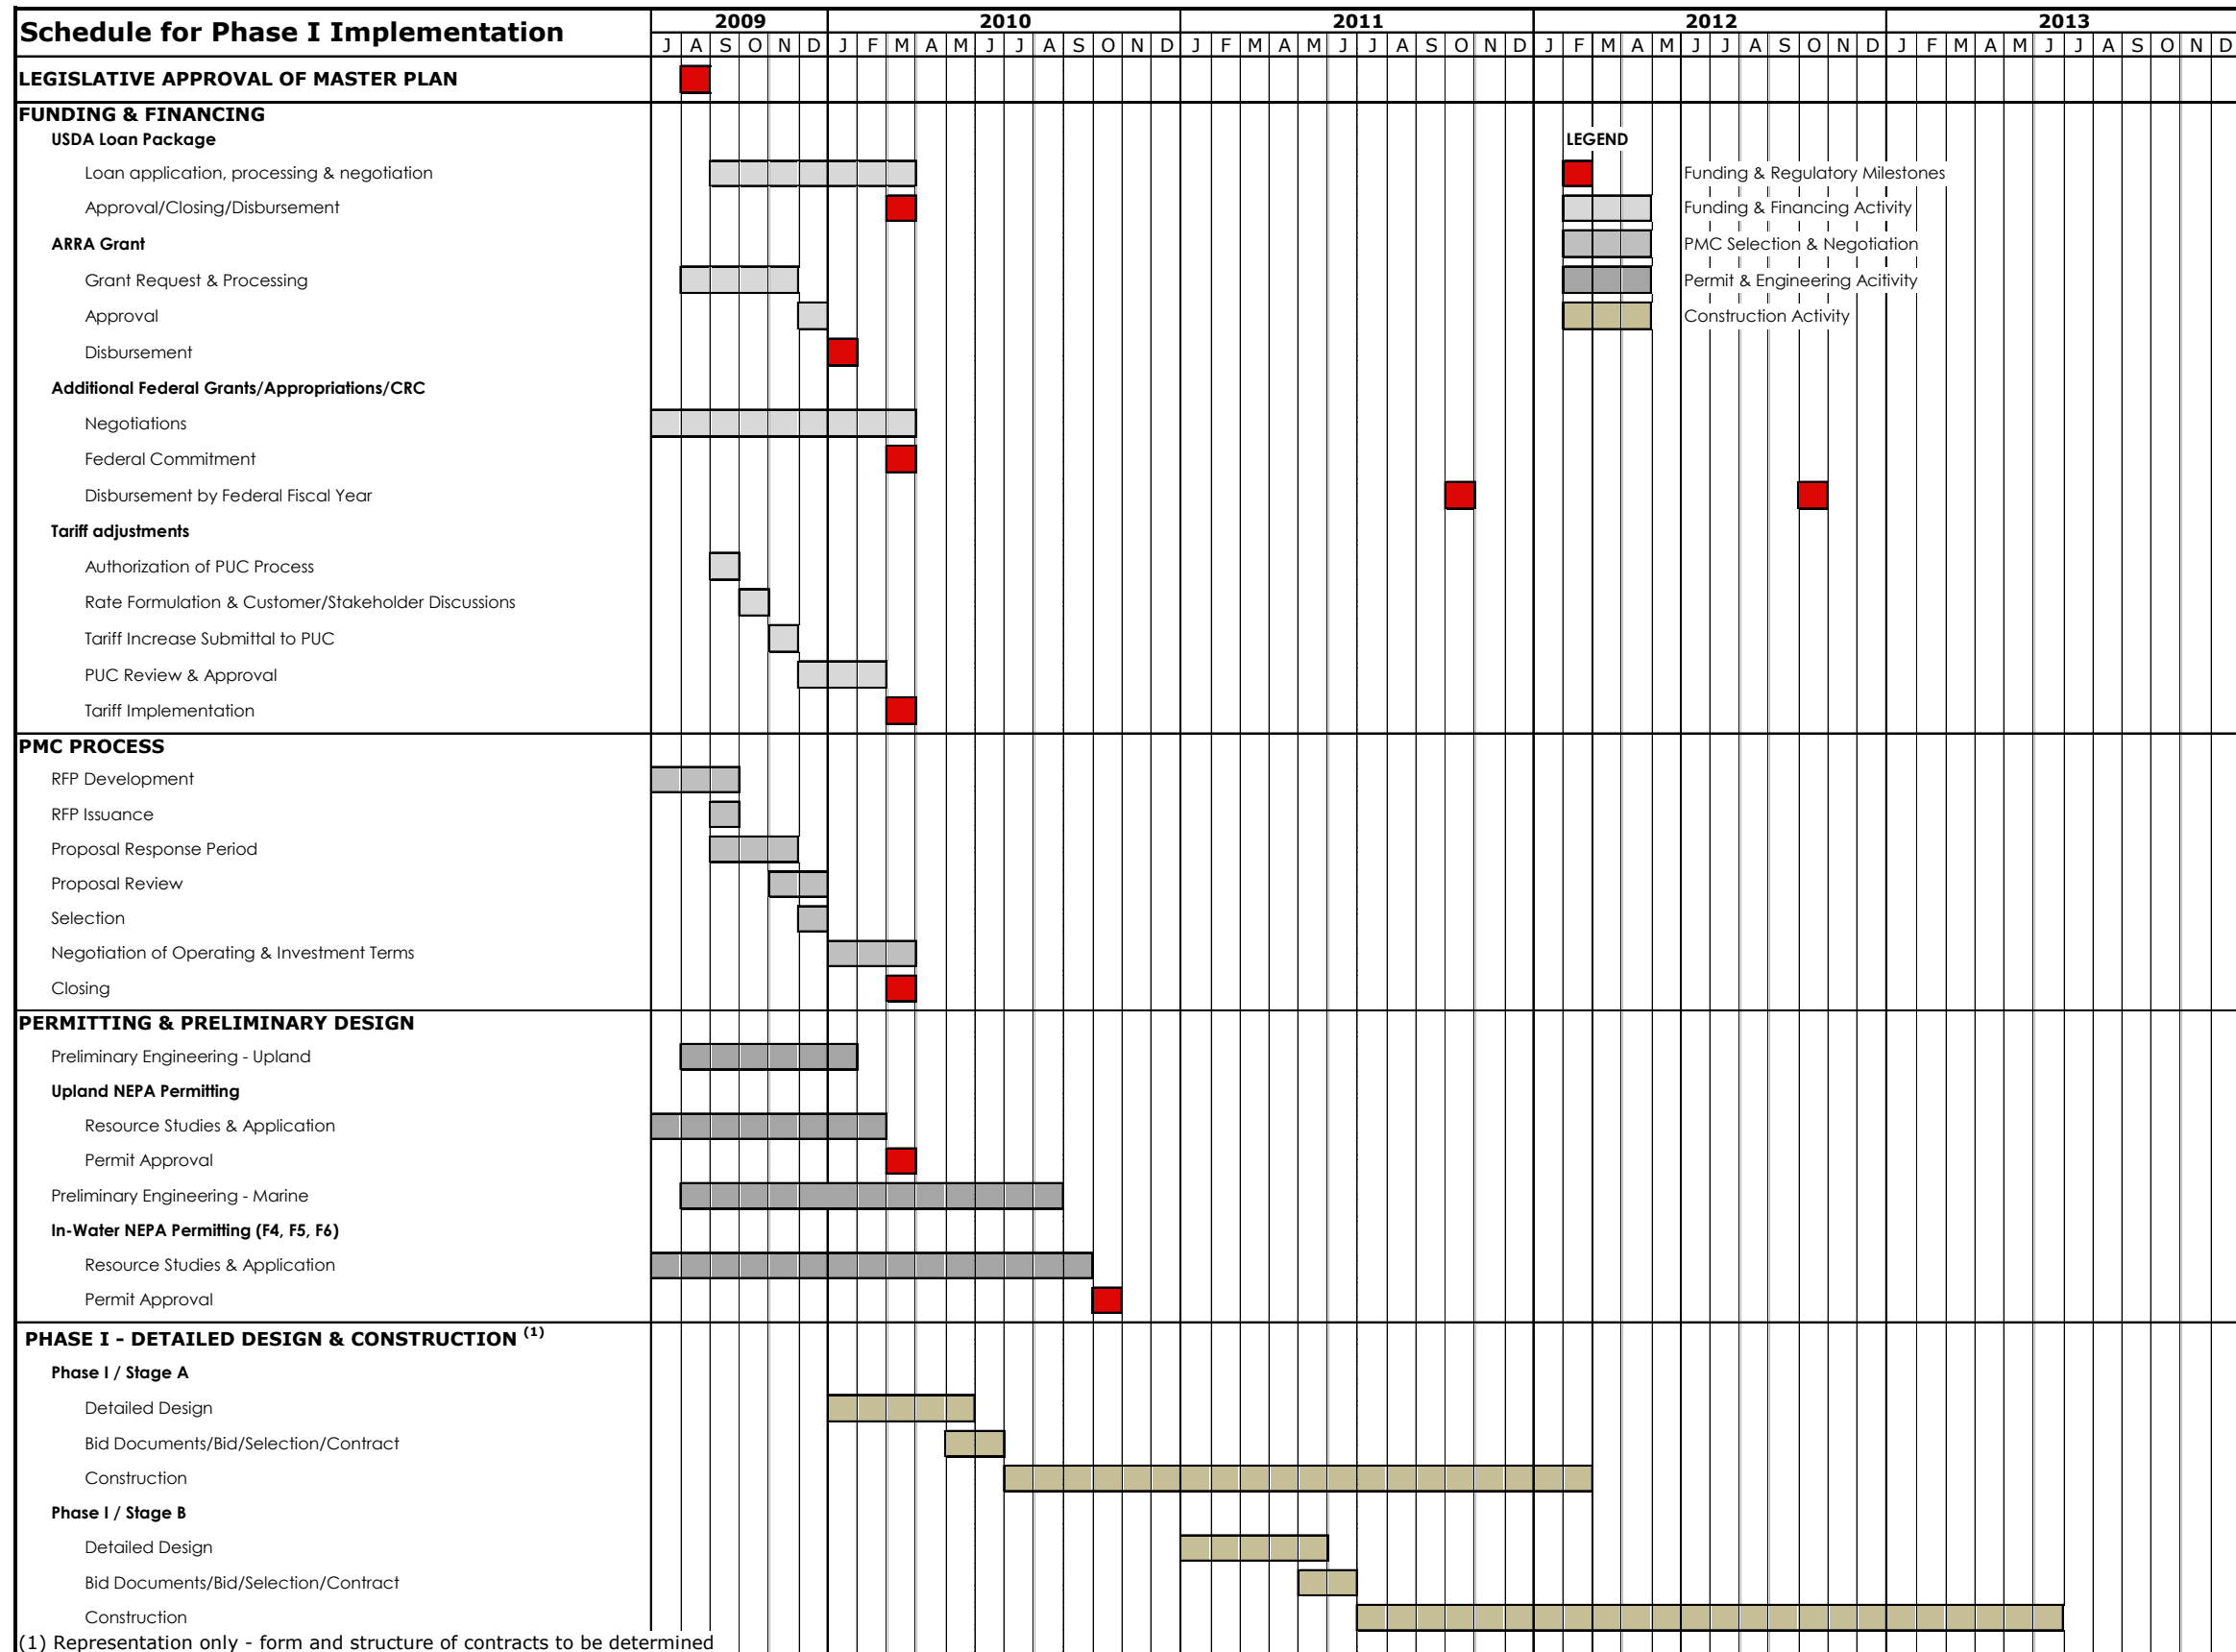 Schedule for Phase I Implementation
2009 2010 2011 2012 2013
J A S O N D J F M A M J J A S O N D J F M A M J J A S O N D J F M A M J J A S O N D J F M A M J J A S O N D
LEGISLATIVE APPROVAL OF MASTER PLAN
FUNDING & FINANCING
USDA Loan Package
LEGEND
Loan application, processing & negotiation
Funding & Regulatory Milestones
Approval/Closing/Disbursement
Funding & Financing Activity
ARRA Grant
PMC Selection & Negotiation
Grant Request & Processing
Permit & Engineering Acitivity
Approval
Construction Activity
Disbursement
Additional Federal Grants/Appropriations/CRC
Negotiations
Federal Commitment
Disbursement by Federal Fiscal Year
Tariff adjustments
Authorization of PUC Process
Rate Formulation & Customer/Stakeholder Discussions
Tariff Increase Submittal to PUC
PUC Review & Approval
Tariff Implementation
PMC PROCESS
RFP Development
RFP Issuance
Proposal Response Period
Proposal Review
Selection
Negotiation of Operating & Investment Terms
Closing
PERMITTING & PRELIMINARY DESIGN
Preliminary Engineering - Upland
Upland NEPA Permitting
Resource Studies & Application
Permit Approval
Preliminary Engineering - Marine
In-Water NEPA Permitting (F4, F5, F6)
Resource Studies & Application
Permit Approval
PHASE I - DETAILED DESIGN & CONSTRUCTION (1)
Phase I / Stage A
Detailed Design
Bid Documents/Bid/Selection/Contract
Construction
Phase I / Stage B
Detailed Design
Bid Documents/Bid/Selection/Contract
Construction
(1) Representation only - form and structure of contracts to be determined